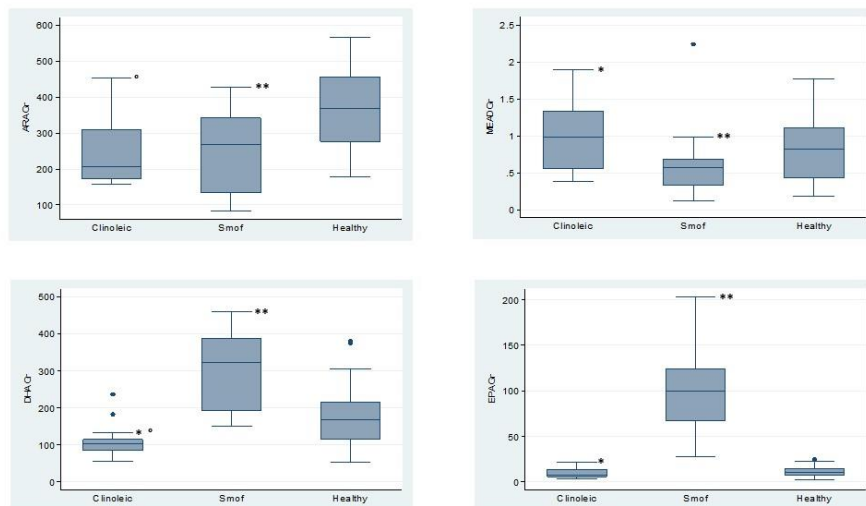 ARAGr
600
500
400
300
200
100
° ** 
Clinoleic Smof Healthy
MEADGr
2.5
2
1.5
1
.5
0
* **
Clinoleic Smof Healthy
DHAGr
500
400
300
200
100
0
* ° **
Clinoleic Smof Healthy
EPAGr
200
150
100
50
0
* **
Clinoleic Smof Healthy